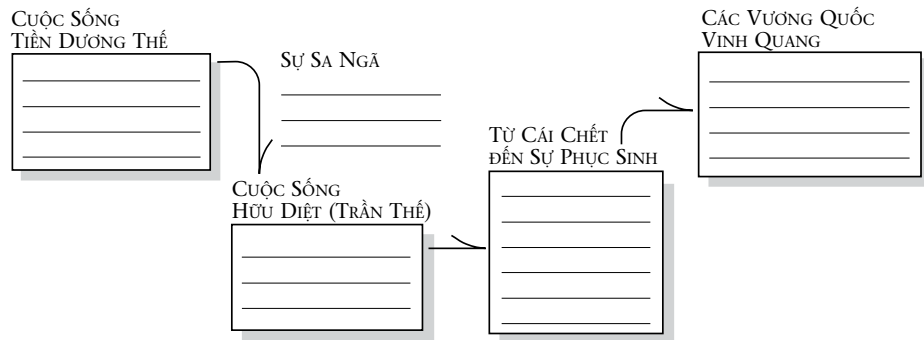 Cuộc Sống
Tiền Dương Thế
Sự Sa Ngã
Cuộc Sống
Hữu Diệt (Trần Thế)
Từ Cái Chết
đến Sự Phục Sinh
Các Vương Quốc
Vinh Quang